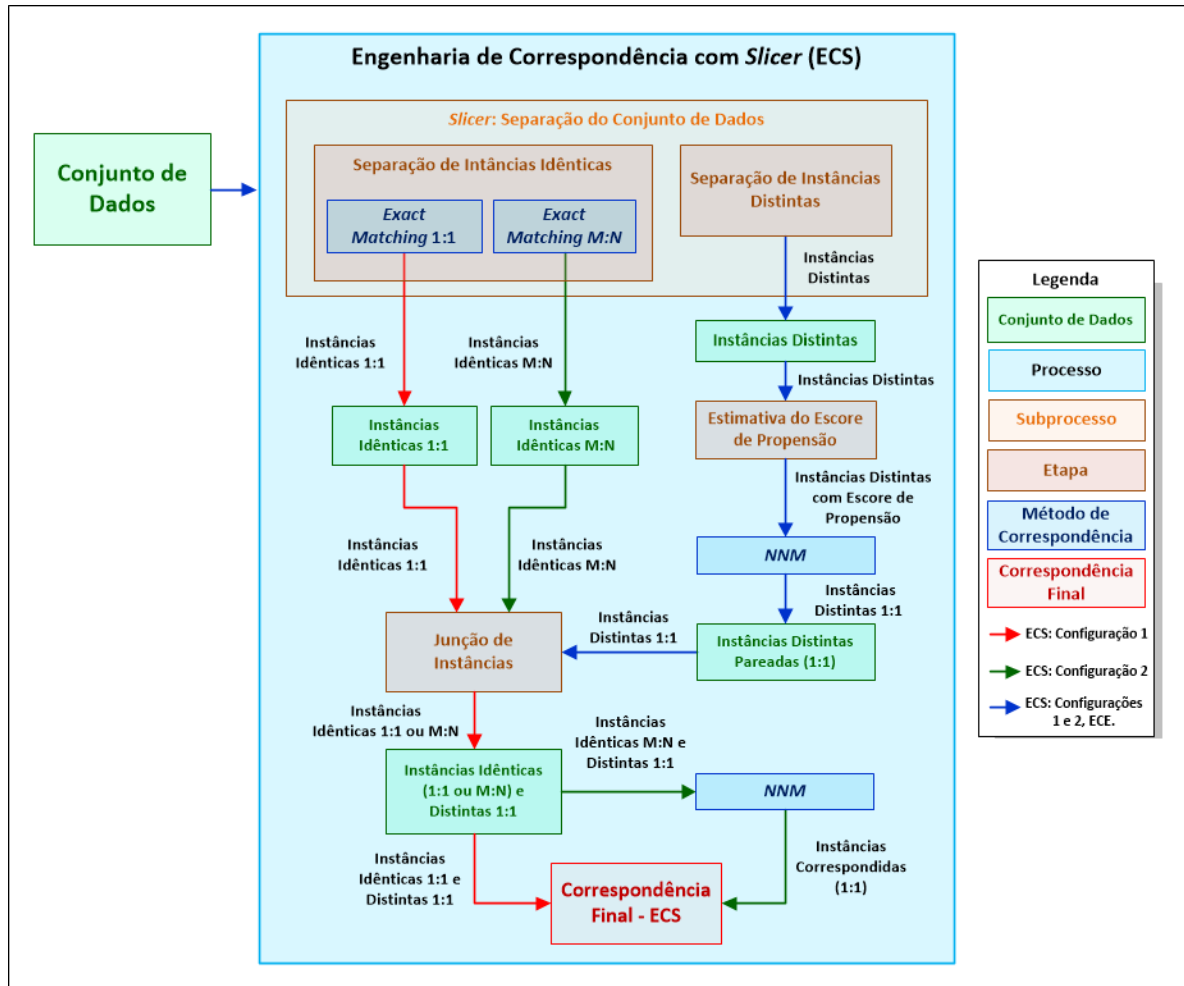 Engenharia de Correspondência com Slicer (ECS)
Conjunto de
Dados
Slicer: Separação do Conjunto de Dados
Separação de Intâncias Idênticas
Exact
Matching 1:1
Exact
Matching M:N
Separação de Instâncias
Distintas
Instâncias
Distintas
Instâncias
Idênticas 1:1
Instâncias
Idênticas M:N
Instâncias Distintas
Instâncias Distintas
Instâncias
Idênticas 1:1
Instâncias
Idênticas M:N
Estimativa do Escore
de Propensão
Instâncias Distintas
com Escore de
Propensão
Instâncias
Idênticas 1:1
Instâncias
Idênticas M:N
NNM
Instâncias
Distintas 1:1
Junção de
Instâncias
Instâncias
Distintas 1:1
Instâncias Distintas
Pareadas (1:1)
Instâncias
Idênticas 1:1 ou M:N
Instâncias
Idênticas M:N e
Distintas 1:1
Instâncias Idênticas
(1:1 ou M:N) e
Distintas 1:1
NNM
Instâncias
Idênticas 1:1 e
Distintas 1:1
Instâncias
Correspondidas
(1:1)
Correspondência
Final - ECS
Legenda
Conjunto de Dados
Processo
Subprocesso
Etapa
Método de
Correspondência
Correspondência
Final
ECS: Configuração 1
ECS: Configuração 2
ECS: Configurações
1 e 2, ECE.